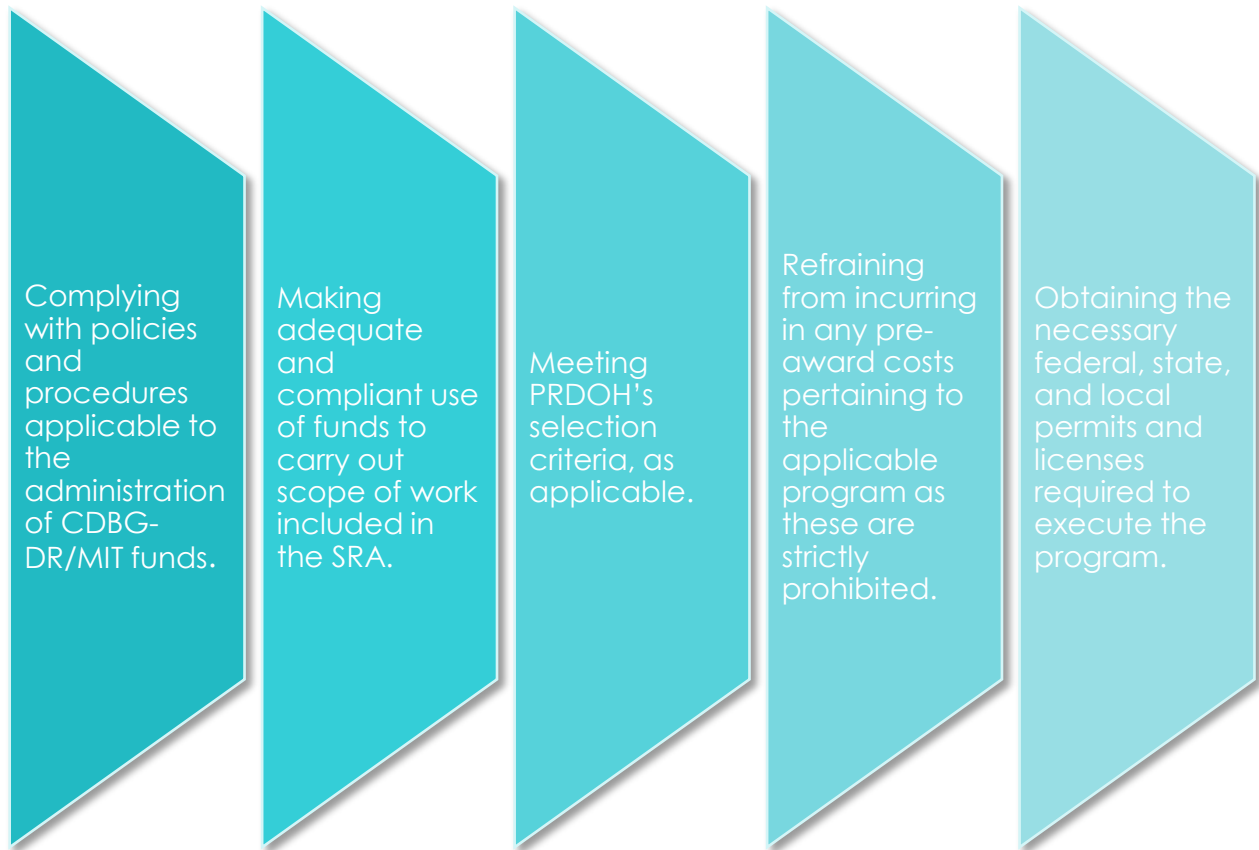 Complying
with policies
and
procedures
applicable to
the
administration
of CDBG-
DR/MIT funds.
Making
adequate
and
compliant use
of funds to
carry out
scope of work
included in
the SRA.
Meeting
PRDOH’s
selection
criteria, as
applicable.
Refraining
from incurring
in any pre-
award costs
pertaining to
the
applicable
program as
these are
strictly
prohibited.
Obtaining the
necessary
federal, state,
and local
permits and
licenses
required to
execute the
program.